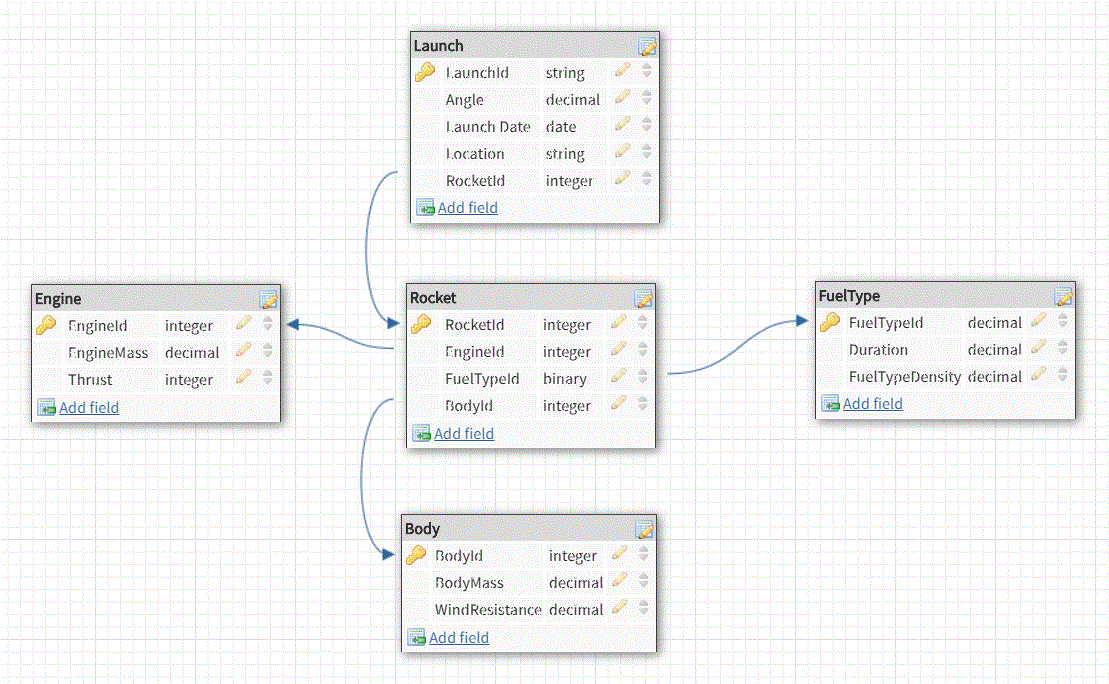 Launch
LaunchId string
Angle decimal
Launch Date date
Location string
RocketId integer
Add field
Engine
EngineId integer
EngineMass decimal
Thrust integer
Add field
Rocket
RocketId integer
EngineId integer
FuelTypeId binary
BodyId integer
Add field
FuelType
FuelTypeId decimal
Duration decimal
FuelTypeDensity decimal
Add field
Body
BodyId integer
BodyMass decimal
WindResistance decimal
Add field